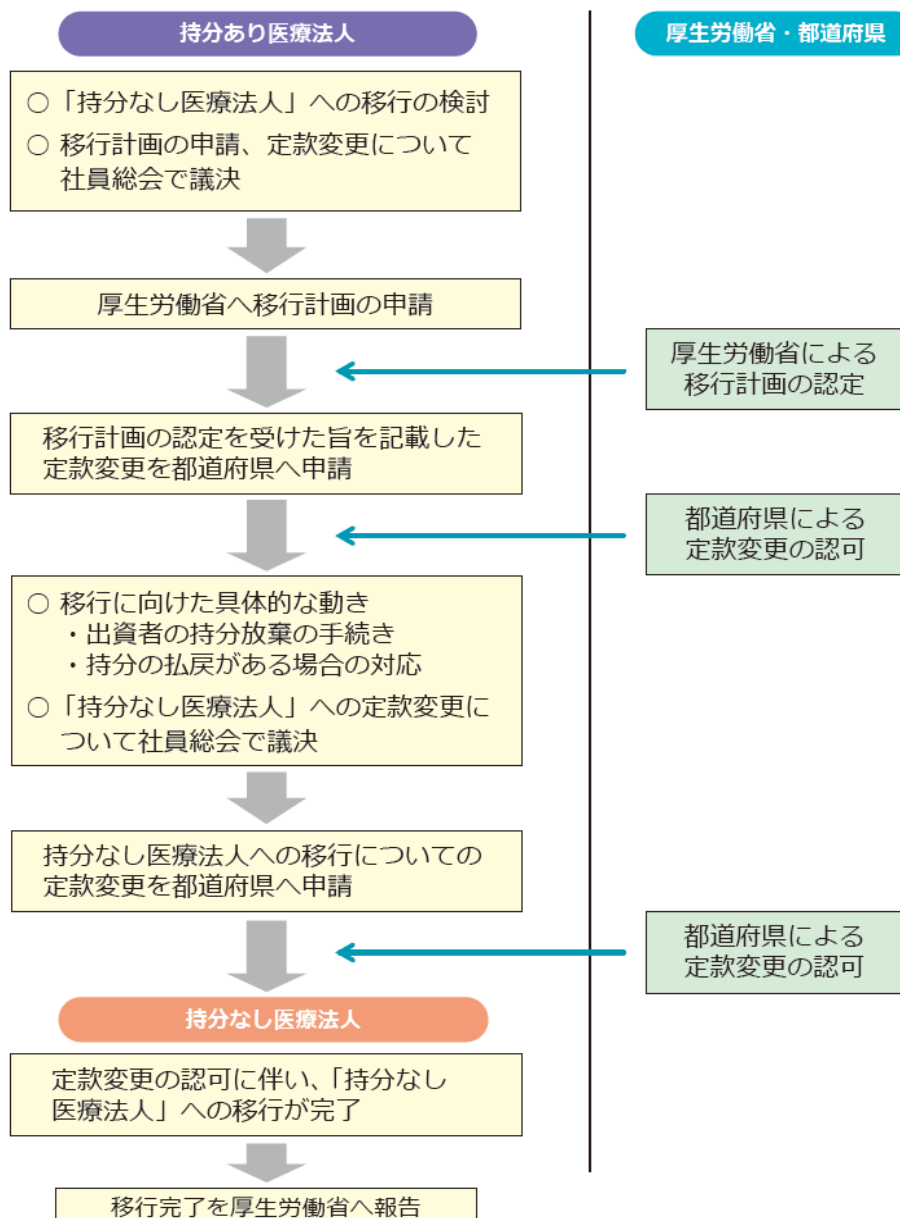 持分あり医療法人
厚生労働省・都道府県
○ 「持分なし医療法人」への移行の検討
○ 移行計画の申請、定款変更について
社員総会で議決
厚生労働省へ移行計画の申請
厚生労働省による
移行計画の認定
移行計画の認定を受けた旨を記載した
定款変更を都道府県へ申請
都道府県による
定款変更の認可
○ 移行に向けた具体的な動き
・出資者の持分放棄の手続き
・持分の払戻がある場合の対応
○ 「持分なし医療法人」への定款変更に
ついて社員総会で議決
持分なし医療法人への移行についての
定款変更を都道府県へ申請
都道府県による
定款変更の認可
持分なし医療法人
定款変更の認可に伴い、「持分なし
医療法人」への移行が完了
移行完了を厚生労働省へ報告